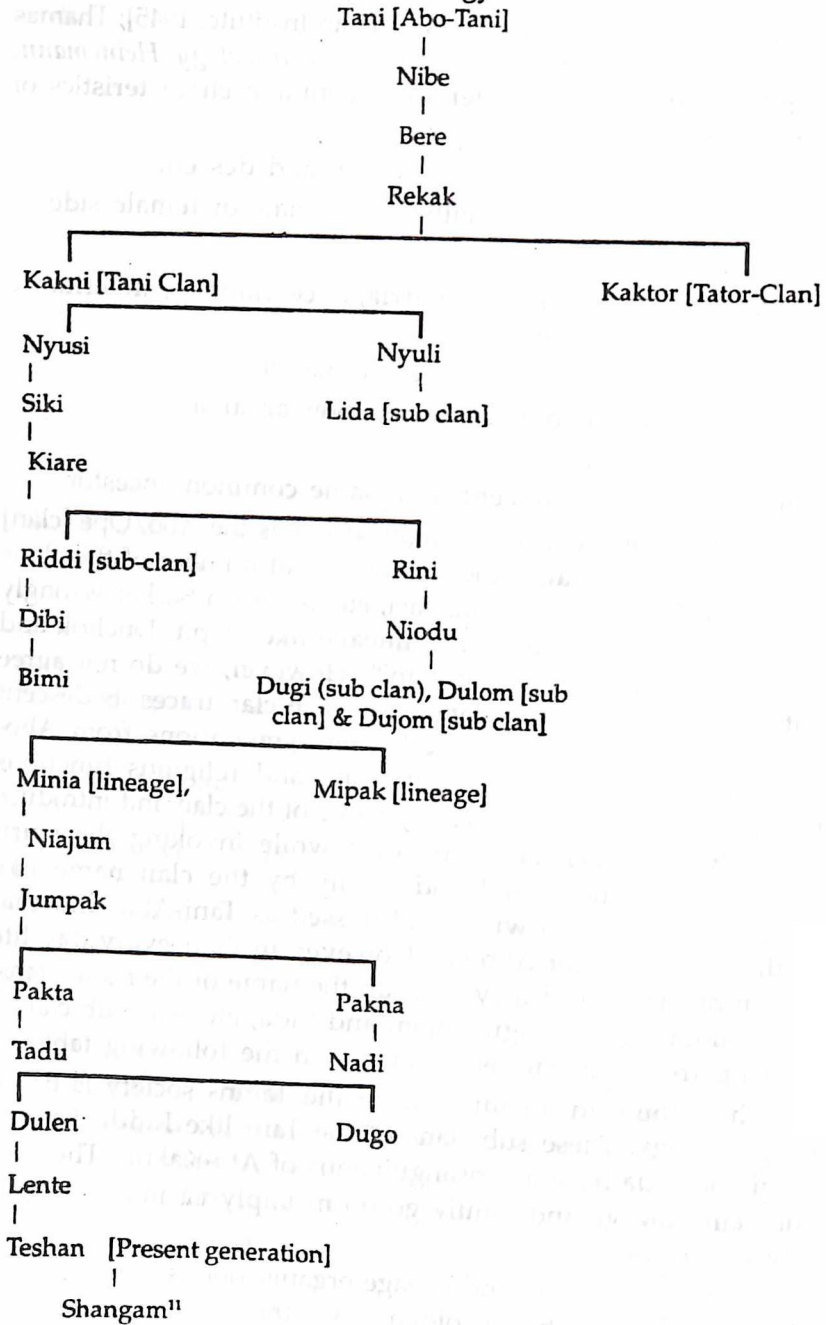 Tani [Abo-Tani]
Nibe
Bere
Rekak
Kakni [Tani Clan] Kaktor [Tator-Clan]
Nyusi Nyuli
Siki Lida [sub clan]
Kiare
Riddi [sub-clan] Rini
Dibi Niodu
Bimi Dugi (sub clan), Dulom [sub
clan] & Dujom [sub clan]
Minia [lineage], Mipak [lineage]
Niajum
Jumpak
Pakta Pakna
Tadu Nadi
Dulen Dugo
Lente
Teshan [Present generation]
Shangam¹¹